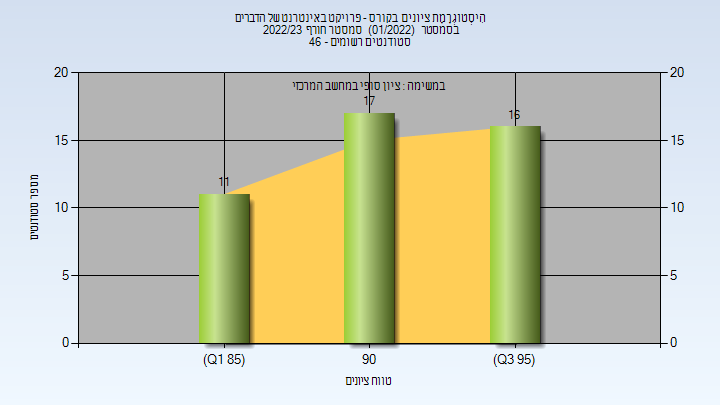 היסטוגרמת ציונים בקורס - פרויקט באינטרנט של הדברים
בסמסטר (01/2022) סמסטר חורף 2022/23
סטודנטים רשומים - 46
במשימה : ציון סופי במחשב המרכזי
20
15
10
5
0
20
15
10
5
0
11
17
16
מספר סטודנטים
(Q1 85)
90
(Q3 95)
טווח ציונים